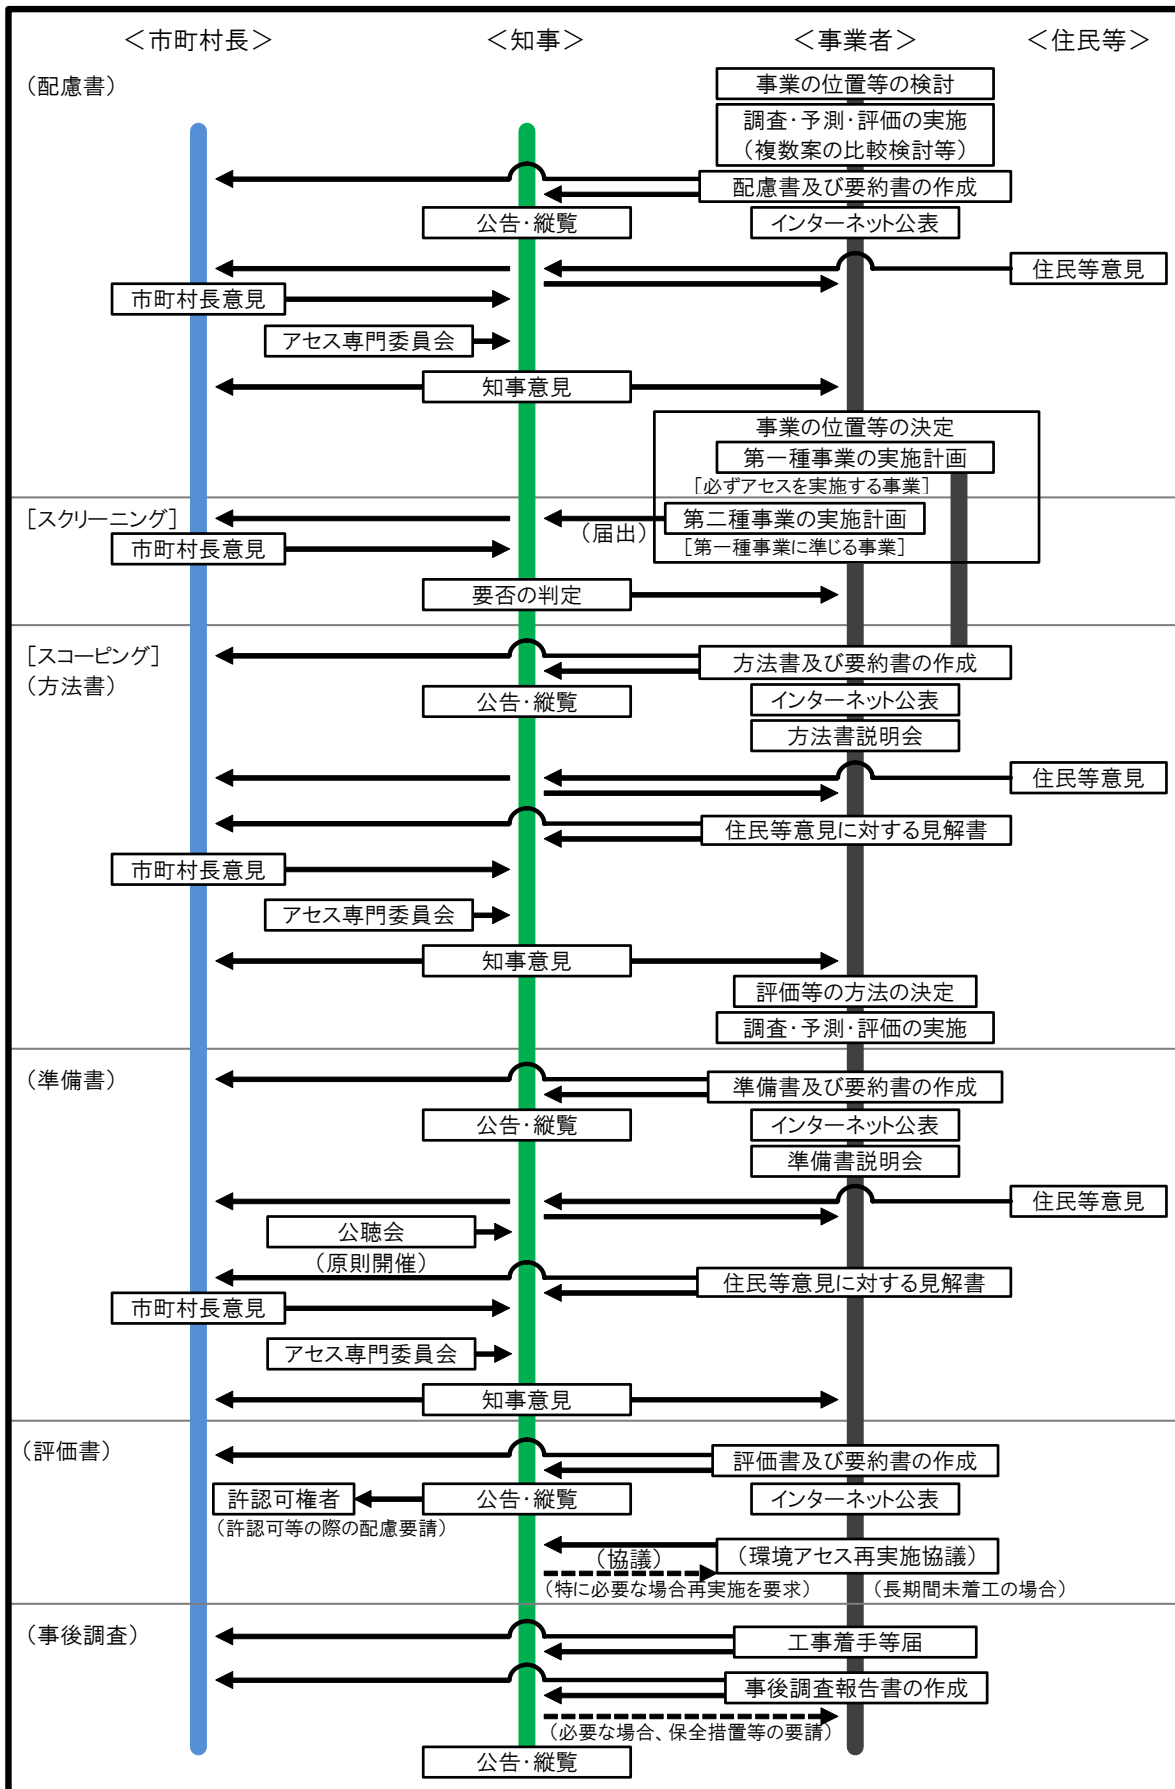 ＜市町村長＞ ＜知事＞ ＜事業者＞ ＜住民等＞
（配慮書）
事業の位置等の検討
調査・予測・評価の実施
（複数案の比較検討等）
配慮書及び要約書の作成
公告・縦覧 インターネット公表
住民等意見
市町村長意見
アセス専門委員会
知事意見
事業の位置等の決定
第一種事業の実施計画
［必ずアセスを実施する事業］
［スクリーニング］
（届出） 第二種事業の実施計画
市町村長意見 ［第一種事業に準じる事業］
要否の判定
［スコーピング］
（方法書） 方法書及び要約書の作成
公告・縦覧 インターネット公表
方法書説明会
住民等意見
住民等意見に対する見解書
市町村長意見
アセス専門委員会
知事意見
評価等の方法の決定
調査・予測・評価の実施
（準備書） 準備書及び要約書の作成
公告・縦覧 インターネット公表
準備書説明会
住民等意見
公聴会
（原則開催）
住民等意見に対する見解書
市町村長意見
アセス専門委員会
知事意見
（評価書） 評価書及び要約書の作成
許認可権者 公告・縦覧 インターネット公表
（許認可等の際の配慮要請）
（協議） （環境アセス再実施協議）
（特に必要な場合再実施を要求） （長期間未着工の場合）
（事後調査） 工事着手等届
事後調査報告書の作成
（必要な場合、保全措置等の要請）
公告・縦覧